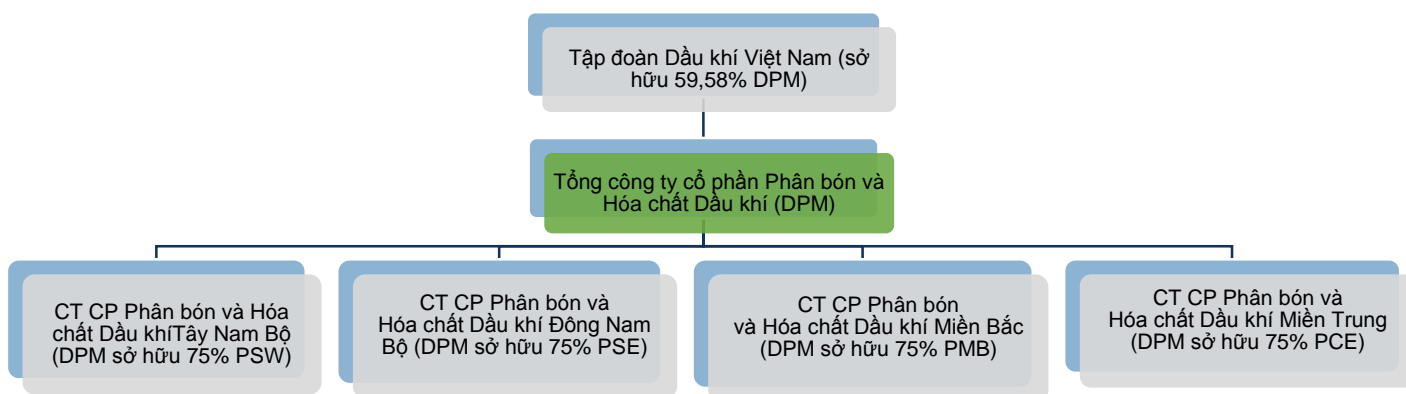 Tập đoàn Dầu khí Việt Nam (sở
hữu 59,58% DPM)
Tổng công ty cổ phần Phân bón và
Hóa chất Dầu khí (DPM)
CT CP Phân bón và Hóa
chất Dầu khíTây Nam Bộ
(DPM sở hữu 75% PSW)
CT CP Phân bón và
Hóa chất Dầu khí Đông Nam
Bộ (DPM sở hữu 75% PSE)
CT CP Phân bón
và Hóa chất Dầu khí Miền Bắc
(DPM sở hữu 75% PMB)
CT CP Phân bón và
Hóa chất Dầu khí Miền Trung
(DPM sở hữu 75% PCE)